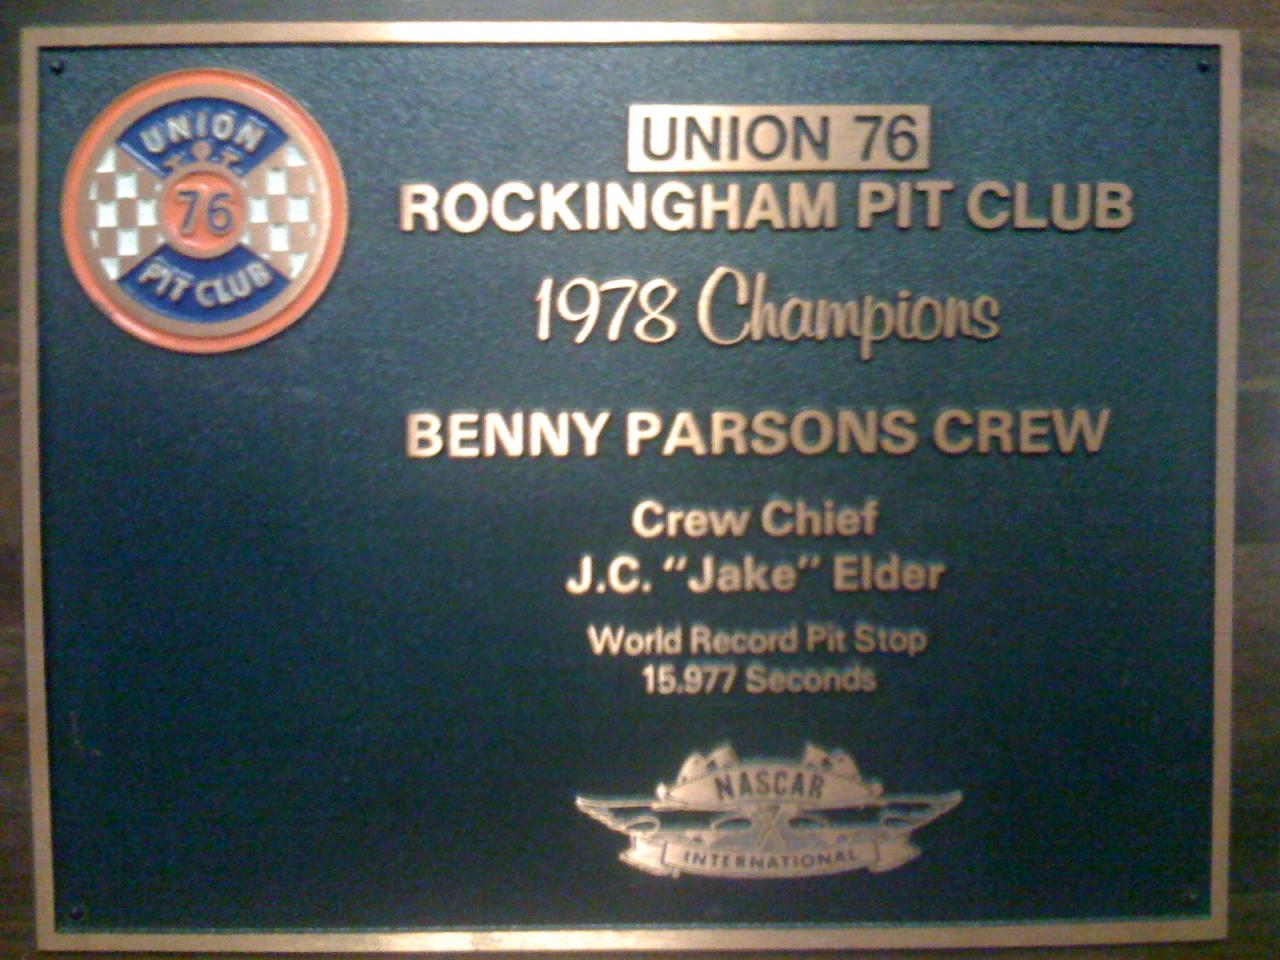 UNION
76
PIT CLUB
UNION 76
ROCKINGHAM PIT CLUB
1978 Champions
BENNY PARSONS CREW
Crew Chief
J.C. "Jake" Elder
World Record Pit Stop
15.977 Seconds
NASCAR
INTERNATIONAL